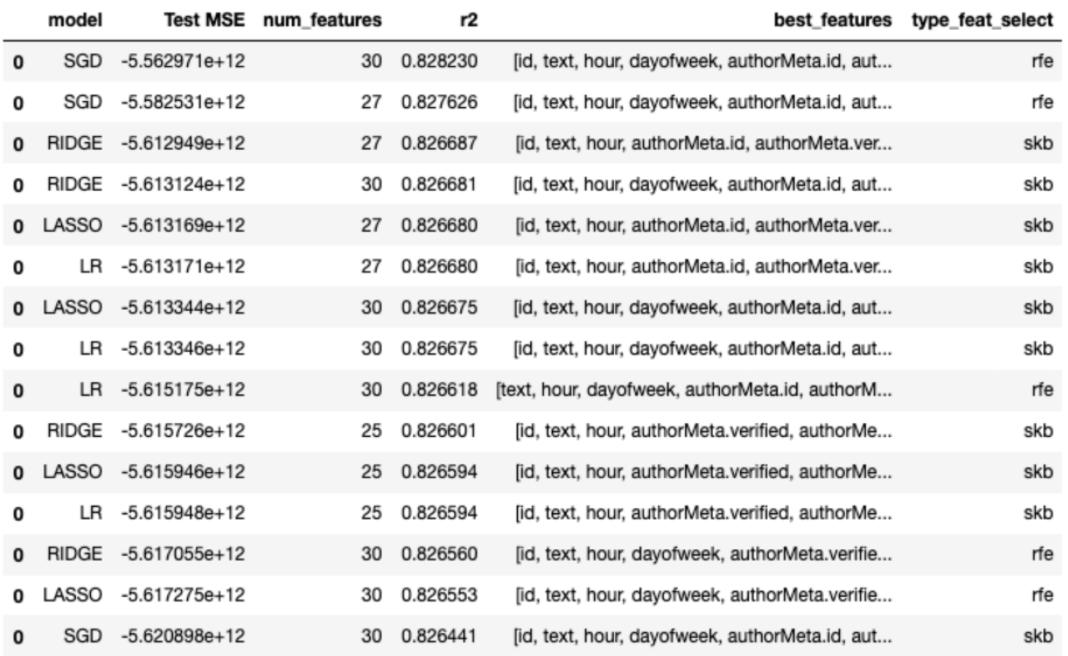 model Test MSE num_features r2 best_features type_feat_select
0 SGD -5.562971e+12 30 0.828230 [id, text, hour, dayofweek, authorMeta.id, aut... rfe
0 SGD -5.582531e+12 27 0.827626 [id, text, hour, dayofweek, authorMeta.id, aut... rfe
0 RIDGE -5.612949e+12 27 0.826687 [id, text, hour, authorMeta.id, authorMeta.ver... skb
0 RIDGE -5.613124e+12 30 0.826681 [id, text, hour, dayofweek, authorMeta.id, aut... skb
0 LASSO -5.613169e+12 27 0.826680 [id, text, hour, authorMeta.id, authorMeta.ver... skb
0 LR -5.613171e+12 27 0.826680 [id, text, hour, authorMeta.id, authorMeta.ver... skb
0 LASSO -5.613344e+12 30 0.826675 [id, text, hour, dayofweek, authorMeta.id, aut... skb
0 LR -5.613346e+12 30 0.826675 [id, text, hour, dayofweek, authorMeta.id, aut... skb
0 LR -5.615175e+12 30 0.826618 [text, hour, dayofweek, authorMeta.id, authorM... rfe
0 RIDGE -5.615726e+12 25 0.826601 [id, text, hour, authorMeta.verified, authorMe... skb
0 LASSO -5.615946e+12 25 0.826594 [id, text, hour, authorMeta.verified, authorMe... skb
0 LR -5.615948e+12 25 0.826594 [id, text, hour, authorMeta.verified, authorMe... skb
0 RIDGE -5.617055e+12 30 0.826560 [id, text, hour, dayofweek, authorMeta.verifie... rfe
0 LASSO -5.617275e+12 30 0.826553 [id, text, hour, dayofweek, authorMeta.verifie... rfe
0 SGD -5.620898e+12 30 0.826441 [id, text, hour, dayofweek, authorMeta.id, aut... skb